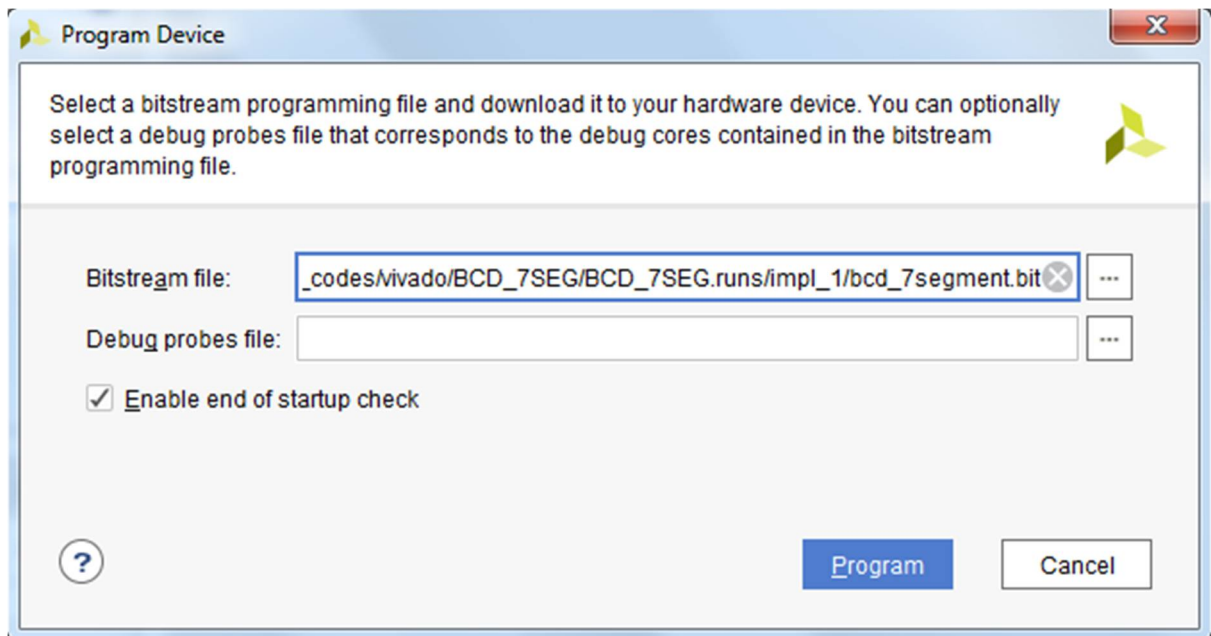 Program Device
X
Select a bitstream programming file and download it to your hardware device. You can optionally
select a debug probes file that corresponds to the debug cores contained in the bitstream
programming file.
Bitstream file: _codes/vivado/BCD_7SEG/BCD_7SEG.runs/impl_1/bcd_7segment.bit ...
Debug probes file: ...
Enable end of startup check
? Program Cancel